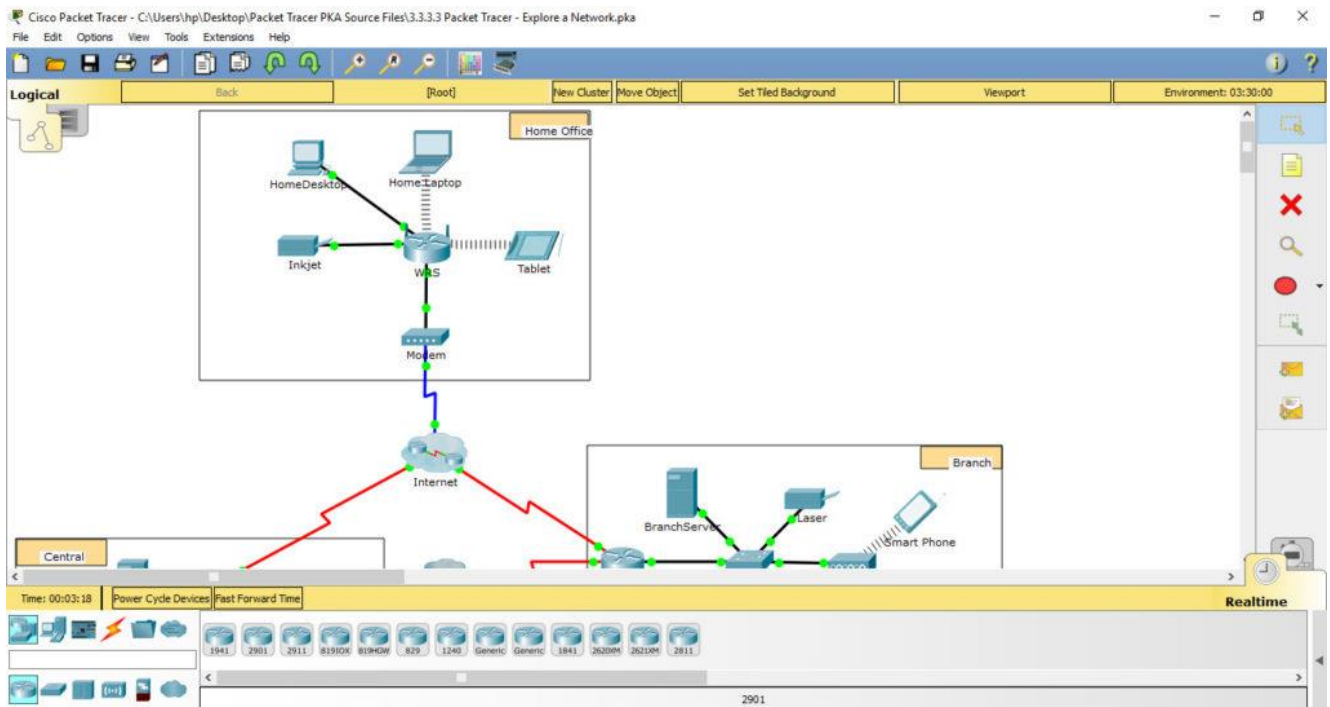 Cisco Packet Tracer - C:\Users\hp\Desktop\Packet Tracer PKA Source Files\3.3.3.3 Packet Tracer - Explore a Network.pka
File Edit Options View Tools Extensions Help
Logical Back [Root] New Cluster Move Object Set Tiled Background Viewport Environment: 03:30:00
Home Office
HomeDesktop Home Laptop
Inkjet WRS Tablet
Modem
Internet
Branch
BranchServer Laser
Smart Phone
Central
Time: 00:03:18 Power Cycle Devices Fast Forward Time Realtime
1941 2901 2911 819IOX 819HGW 829 1240 Generic Generic 1841 2620XM 2621XM 2811
2901